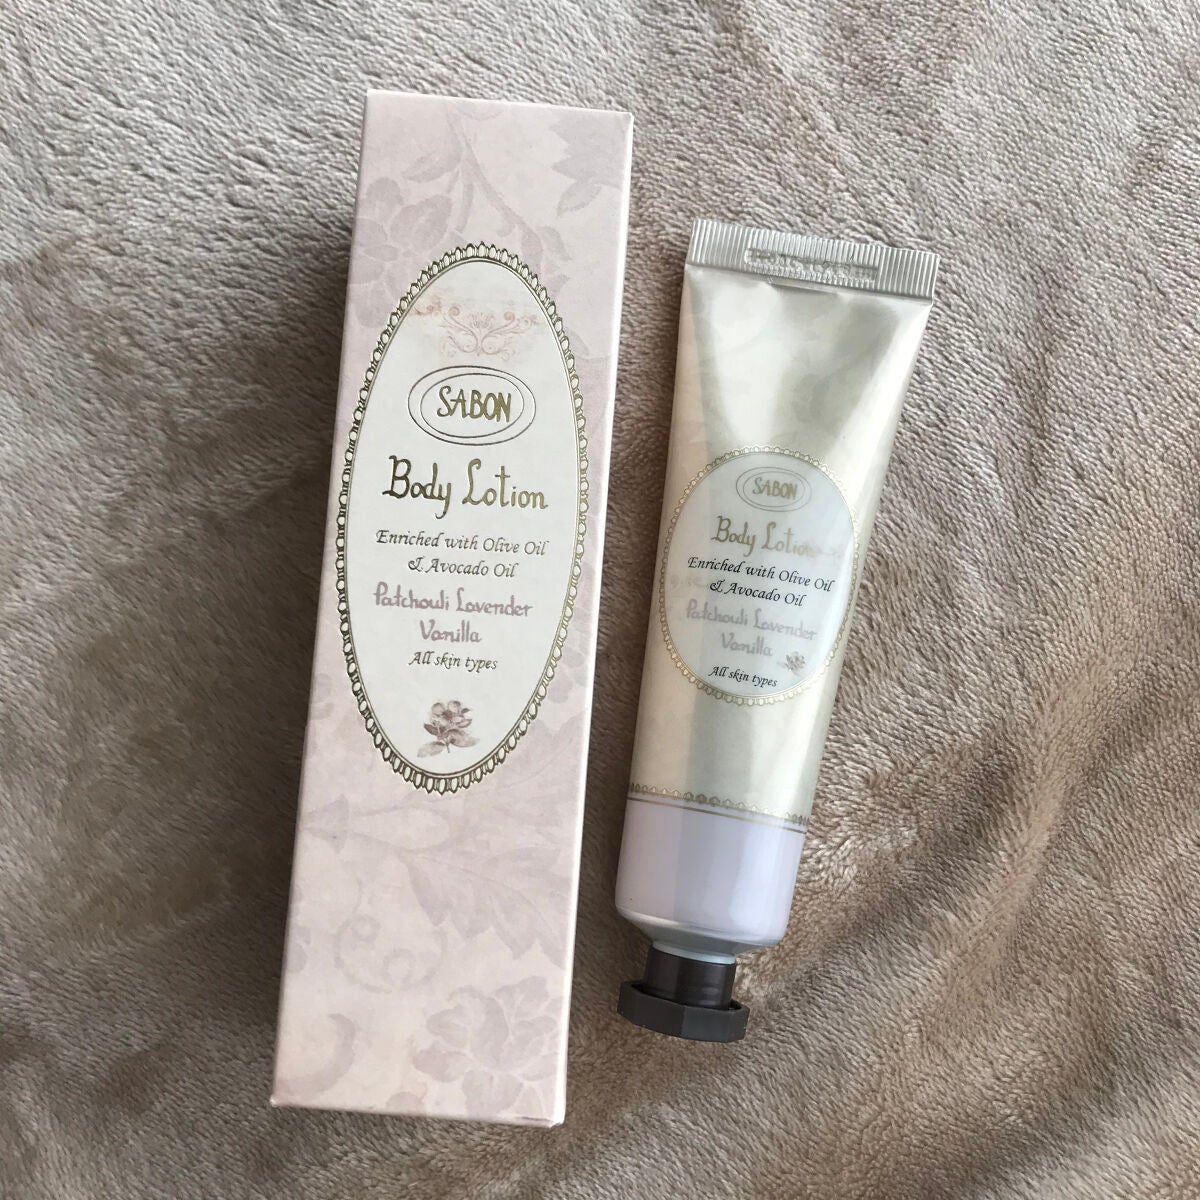 SABON
Body Lotion
Enriched with Olive Oil
& Avocado Oil
Patchouli Lavender
Vanilla
All skin types
SABON
Body Lotion
Enriched with Olive Oil
& Avocado Oil
Patchouli Lavender
Vanilla
All skin types